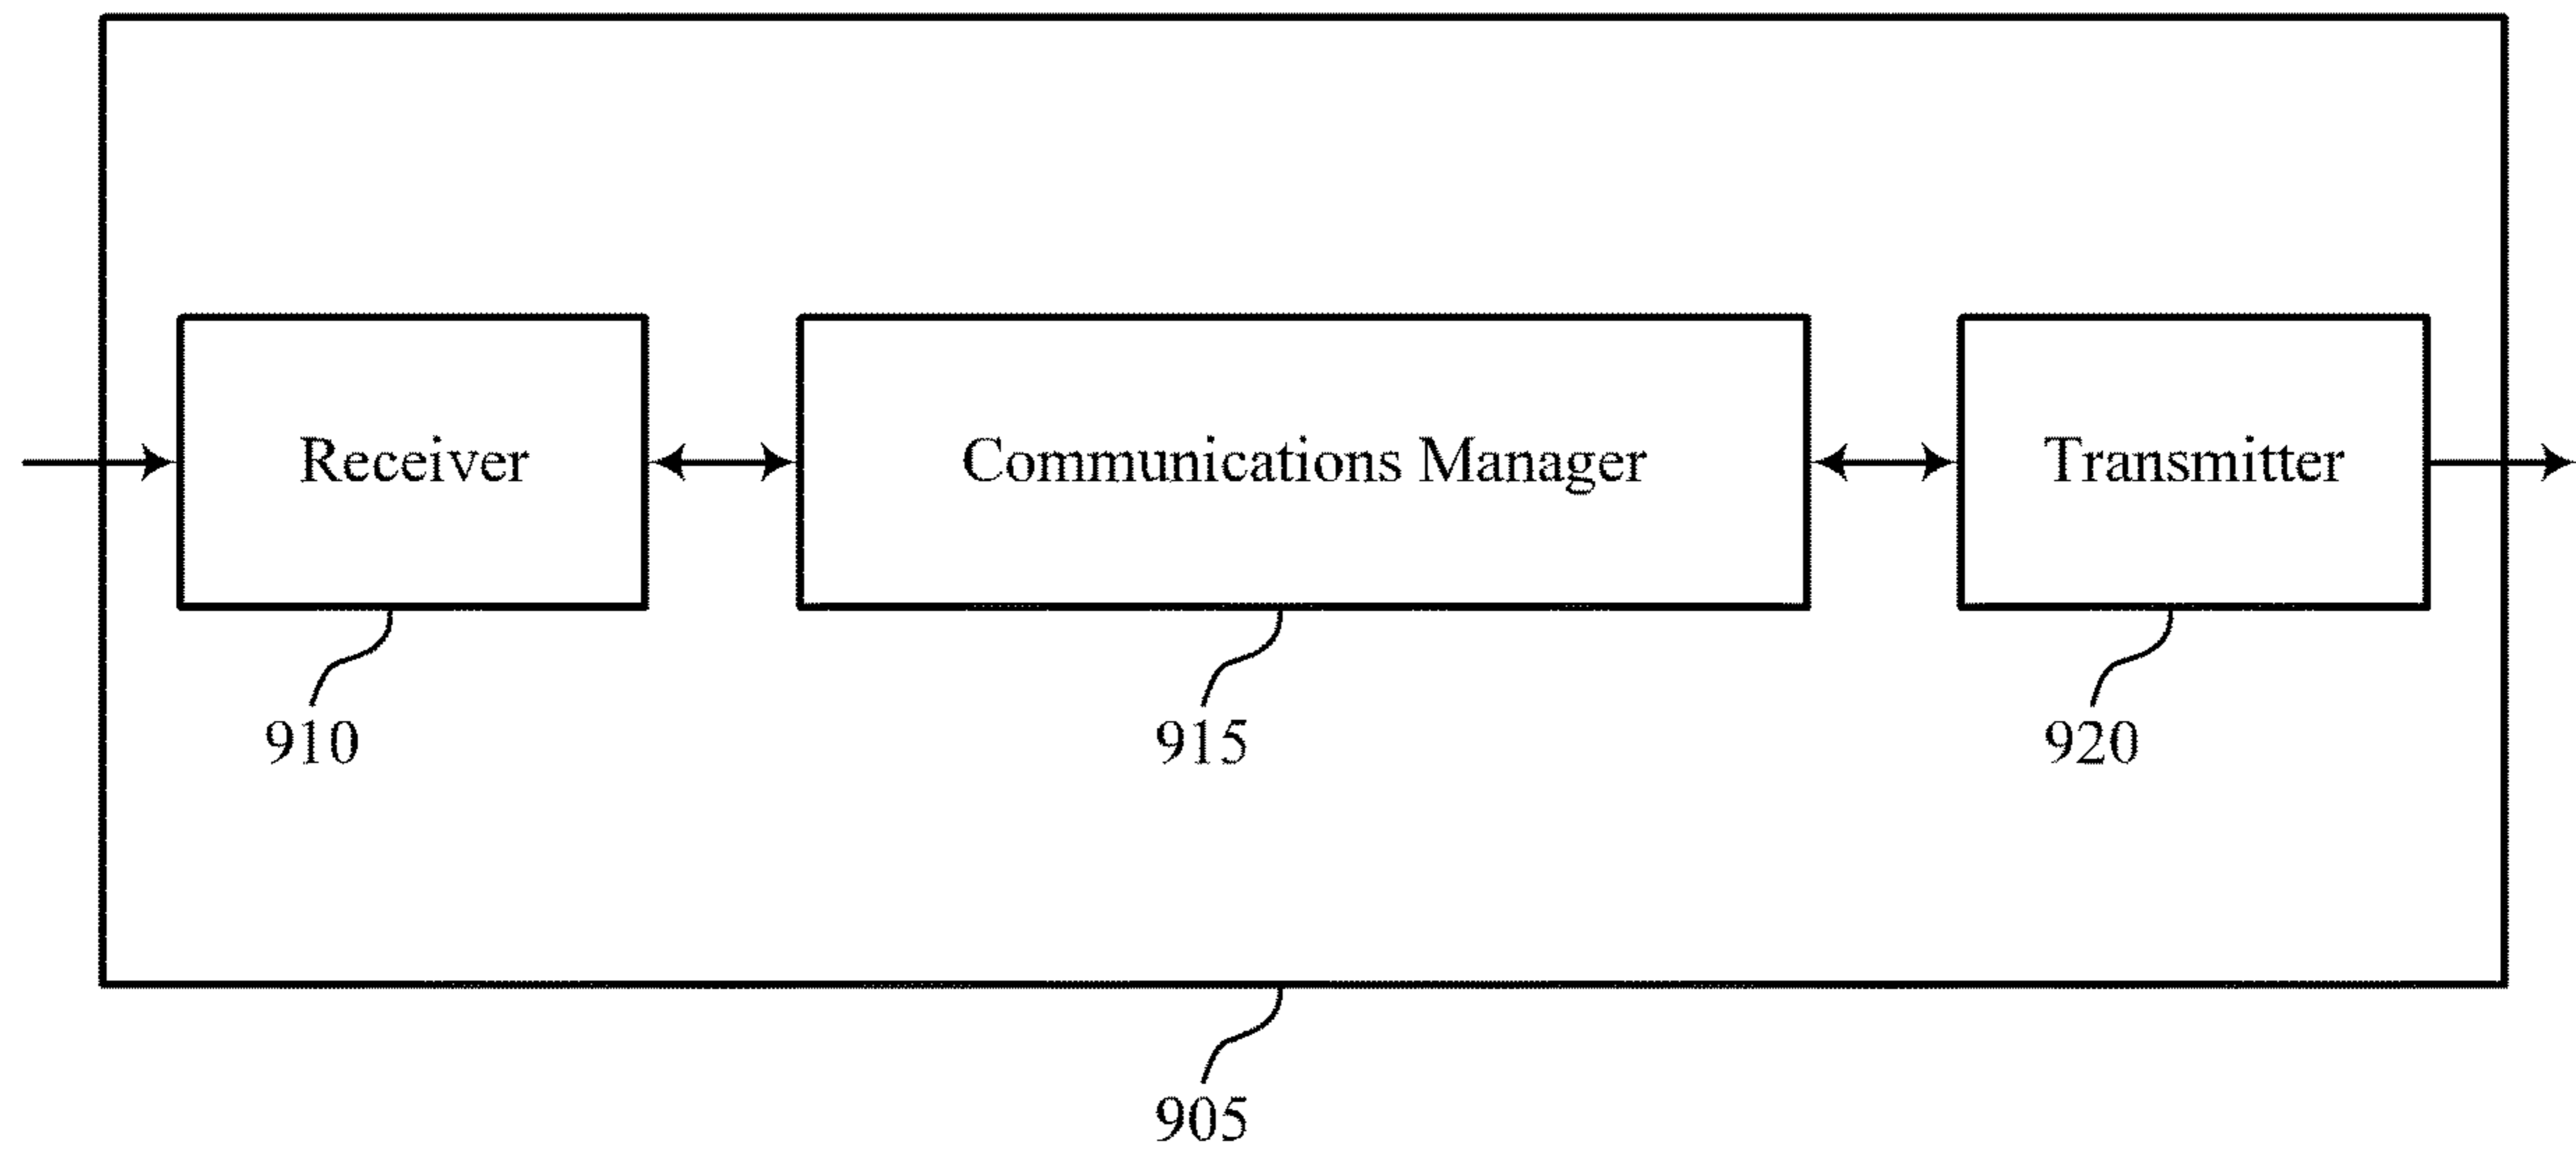 Receiver
Communications Manager
Transmitter
910
915
920
905